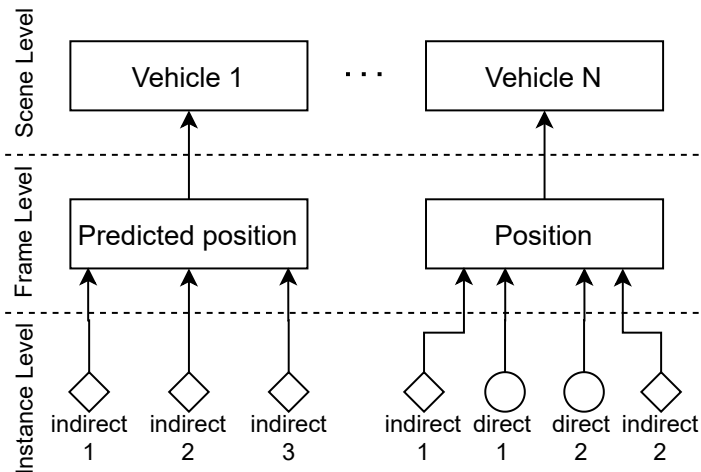 Scene Level
Vehicle 1
. . .
Vehicle N
Frame Level
Predicted position
Position
Instance Level
indirect
1
indirect
2
indirect
3
indirect
1
direct
1
direct
2
indirect
2